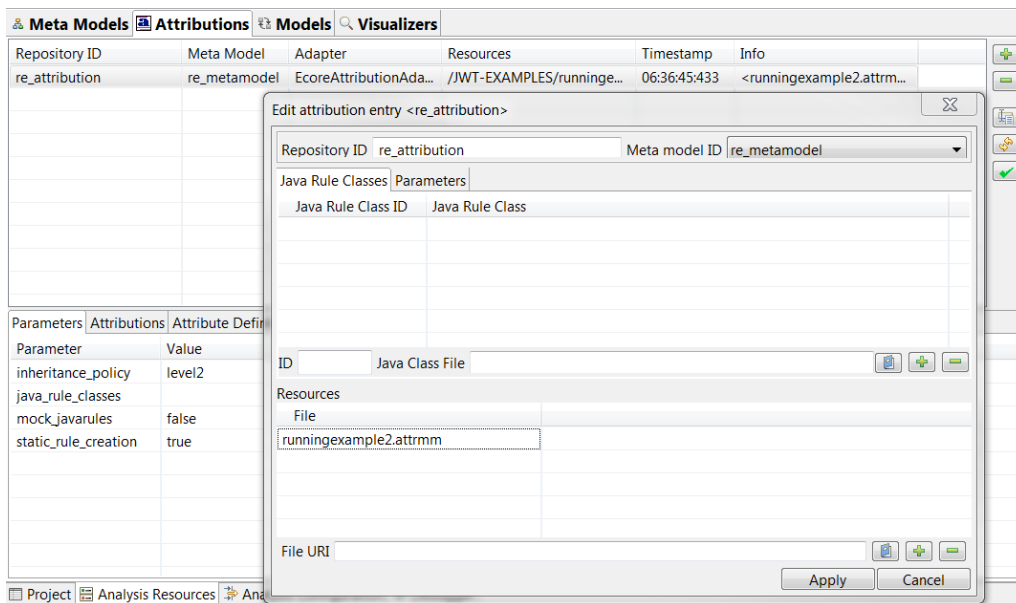 Meta Models Attributions Models Visualizers
Repository ID Meta Model Adapter Resources Timestamp Info
re_attribution re_metamodel EcoreAttributionAda... /JWT-EXAMPLES/runninge... 06:36:45:433 <runningexample2.attrm...
Edit attribution entry <re_attribution>
Repository ID re_attribution Meta model ID re_metamodel
Java Rule Classes Parameters
Java Rule Class ID Java Rule Class
Parameters Attributions Attribute Defin
Parameter Value
ID Java Class File
inheritance_policy level2
java_rule_classes
Resources
mock_javarules false
File
static_rule_creation true
runningexample2.attrmm
File URI
Apply Cancel
Project Analysis Resources Ana